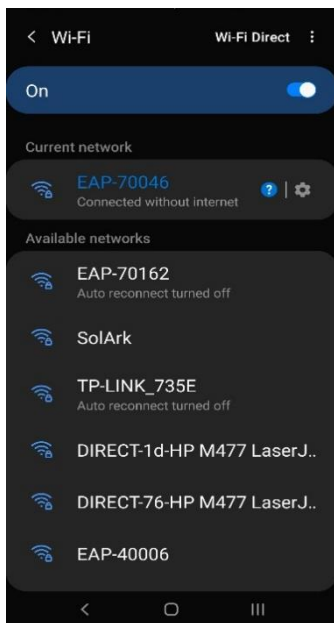 Wi-Fi Wi-Fi Direct
On
Current network
EAP-70046
Connected without internet
Available networks
EAP-70162
Auto reconnect turned off
SolArk
TP-LINK_735E
Auto reconnect turned off
DIRECT-1d-HP M477 LaserJ..
DIRECT-76-HP M477 LaserJ..
EAP-40006